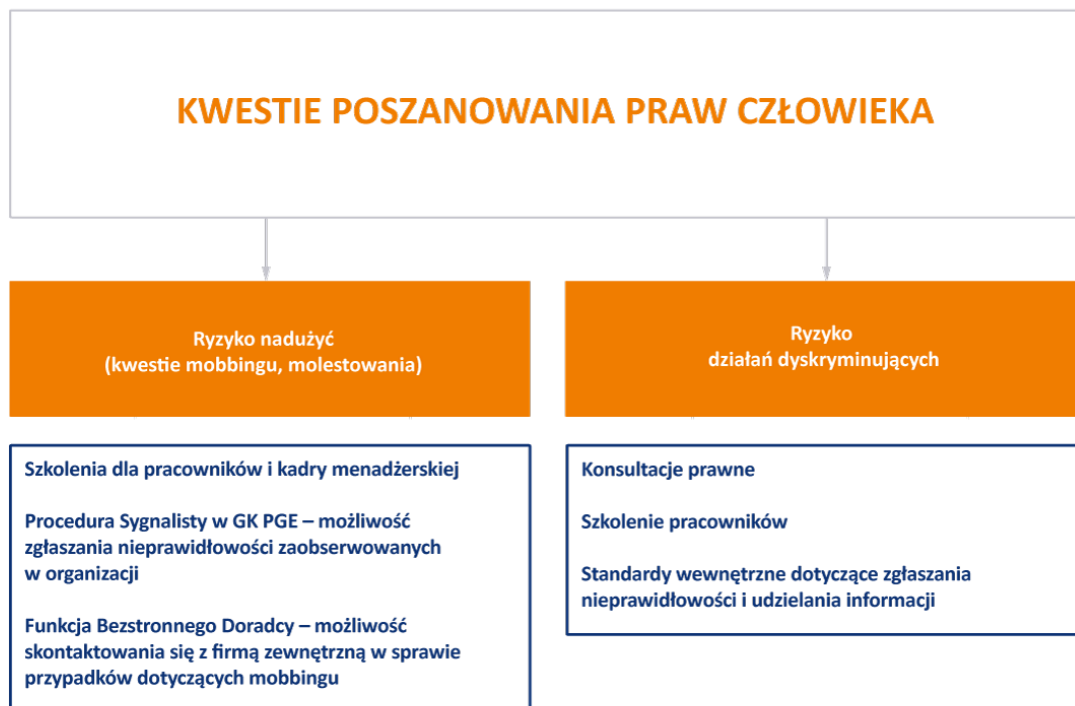 KWESTIE POSZANOWANIA PRAW CZŁOWIEKA
Ryzyko nadużyć
(kwestie mobbingu, molestowania)
Szkolenia dla pracowników i kadry menadżerskiej
Procedura Sygnalisty w GK PGE – możliwość
zgłaszania nieprawidłowości zaobserwowanych
w organizacji
Funkcja Bezstronnego Doradcy – możliwość
skontaktowania się z firmą zewnętrzną w sprawie
przypadków dotyczących mobbingu
Ryzyko
działań dyskryminujących
Konsultacje prawne
Szkolenie pracowników
Standardy wewnętrzne dotyczące zgłaszania
nieprawidłowości i udzielania informacji